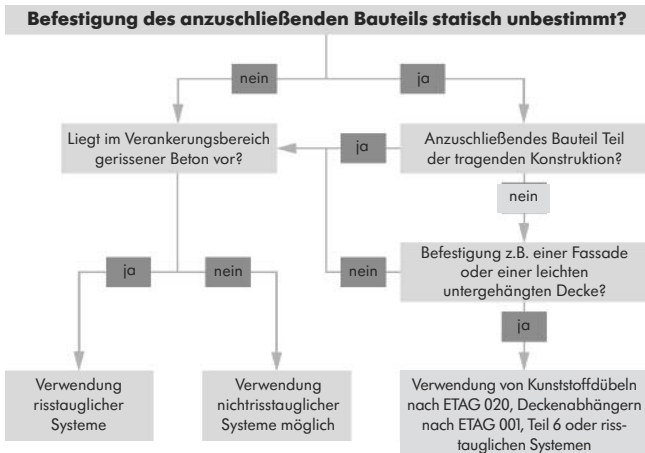 Befestigung des anzuschließenden Bauteils statisch unbestimmt?
nein
ja
Liegt im Verankerungsbereich
gerissener Beton vor?
ja
Anzuschließendes Bauteil Teil
der tragenden Konstruktion?
nein
ja
nein
nein
Befestigung z.B. einer Fassade
oder einer leichten
untergehängten Decke?
ja
Verwendung
risstauglicher
Systeme
Verwendung
nichtrisstauglicher
Systeme möglich
Verwendung von Kunststoffdübeln
nach ETAG 020, Deckenabhängern
nach ETAG 001, Teil 6 oder riss-
tauglichen Systemen